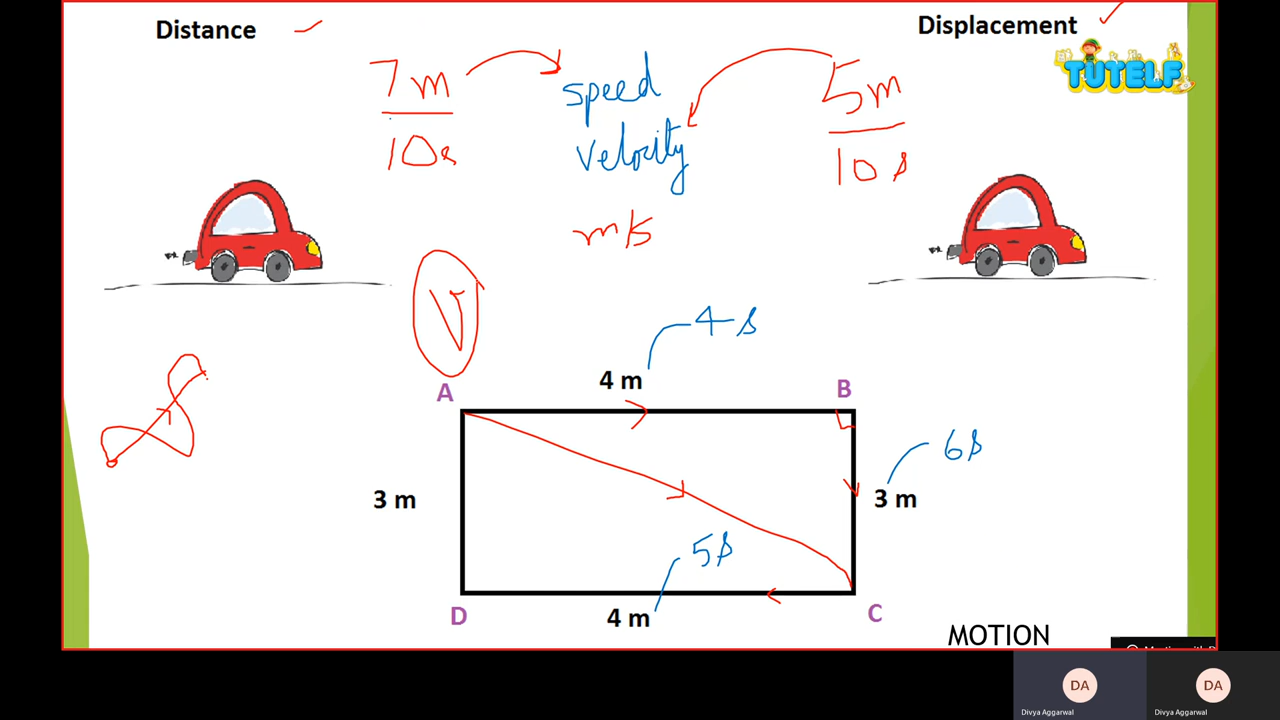 Distance
Displacement
TUTELF
7m
10s
speed
velocity
m/s
5m
10s
V
4s
4 m
A
B
6s
3 m
3 m
5s
D
4 m
C
MOTION
DA
DA
Divya Aggarwal
Divya Aggarwal